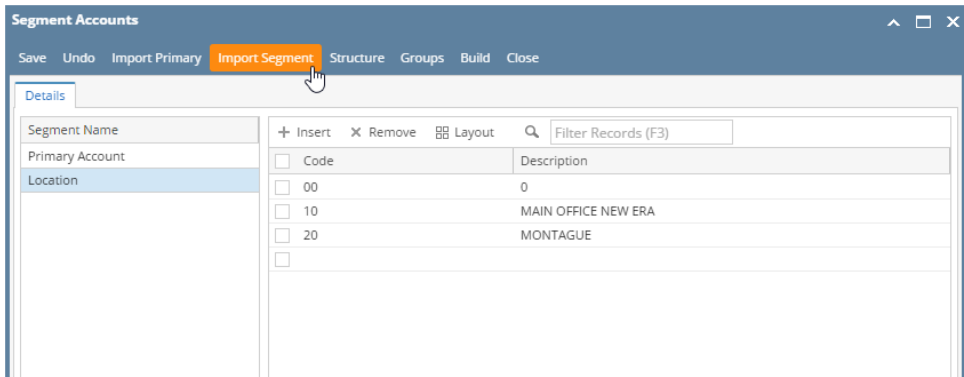 Segment Accounts
Save Undo Import Primary Import Segment Structure Groups Build Close
Details
Segment Name
Primary Account
Location
Insert Remove Layout Filter Records (F3)
Code Description
00 0
10 MAIN OFFICE NEW ERA
20 MONTAGUE